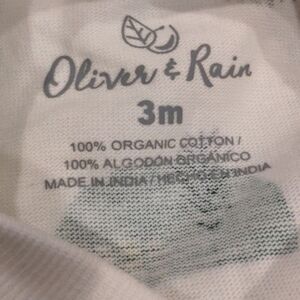 Oliver & Rain
3m
100% ORGANIC COTTON /
100% ALGODÓN ORGÁNICO
MADE IN INDIA / HECHO EN INDIA